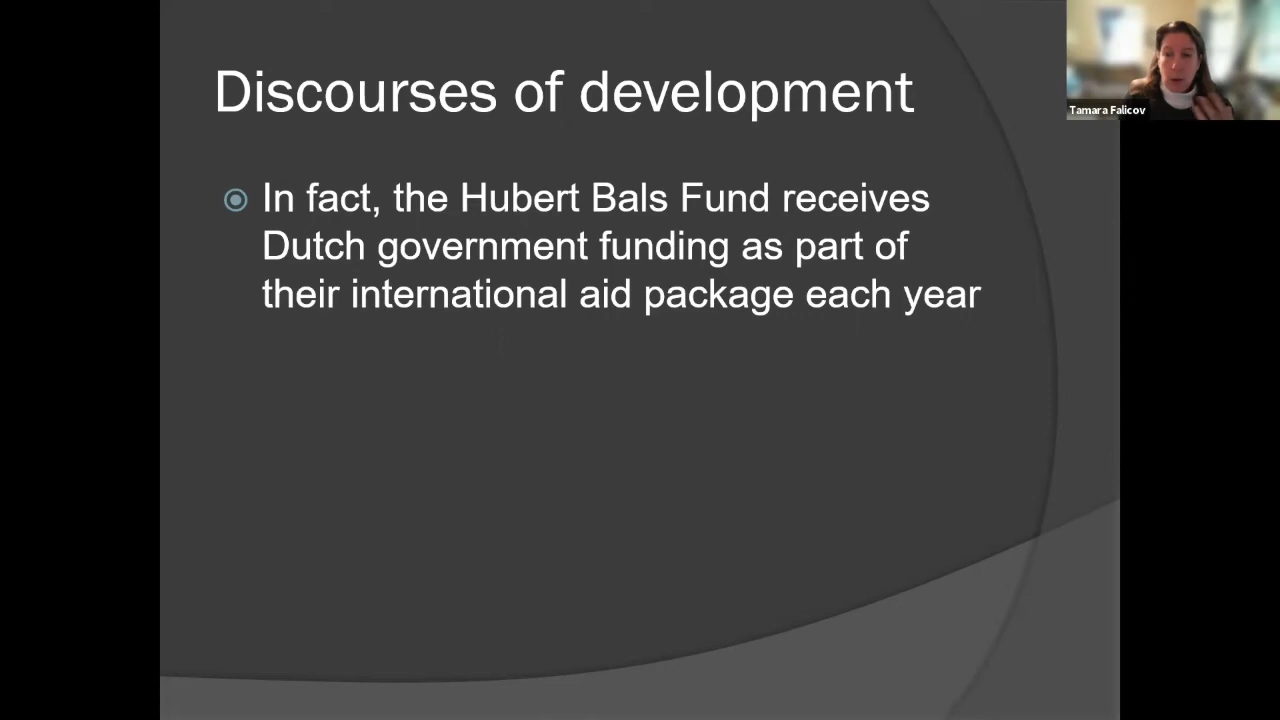 Discourses of development
In fact, the Hubert Bals Fund receives
Dutch government funding as part of
their international aid package each year
Tamara Falicov